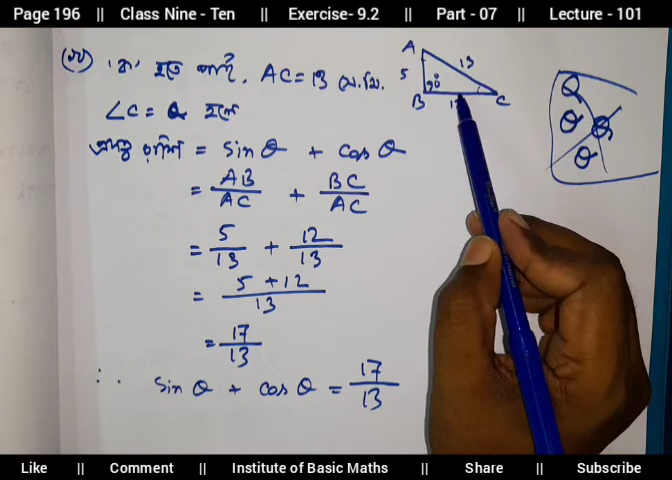 Page 196 || Class Nine - Ten || Exercise-9.2 || Part - 07 || Lecture - 101
(খ) 'ক' হতে পাই, AC = 13 সে.মি.
A
13
5
90°
B
C
∠C = θ হলে
প্রদত্ত রাশি = sin θ + cos θ
= AB/AC + BC/AC
= 5/13 + 12/13
= 5+12/13
= 17/13
∴ sin θ + cos θ = 17/13
θ
θ
θ
θ
Like || Comment || Institute of Basic Maths || Share || Subscribe